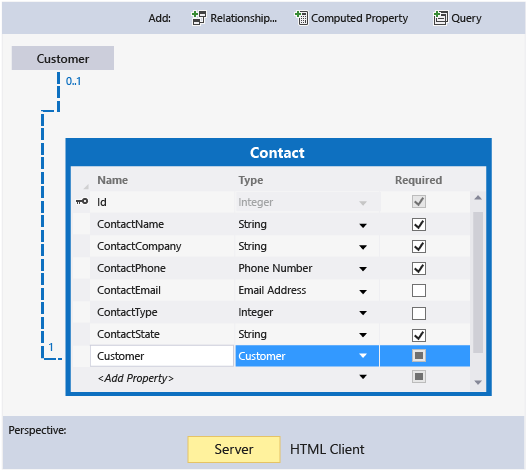 Add: Relationship... Computed Property Query
Customer
0..1
Contact
Name Type Required
Id Integer
ContactName String
ContactCompany String
ContactPhone Phone Number
ContactEmail Email Address
ContactType Integer
ContactState String
1
Customer Customer
<Add Property>
Perspective:
Server HTML Client